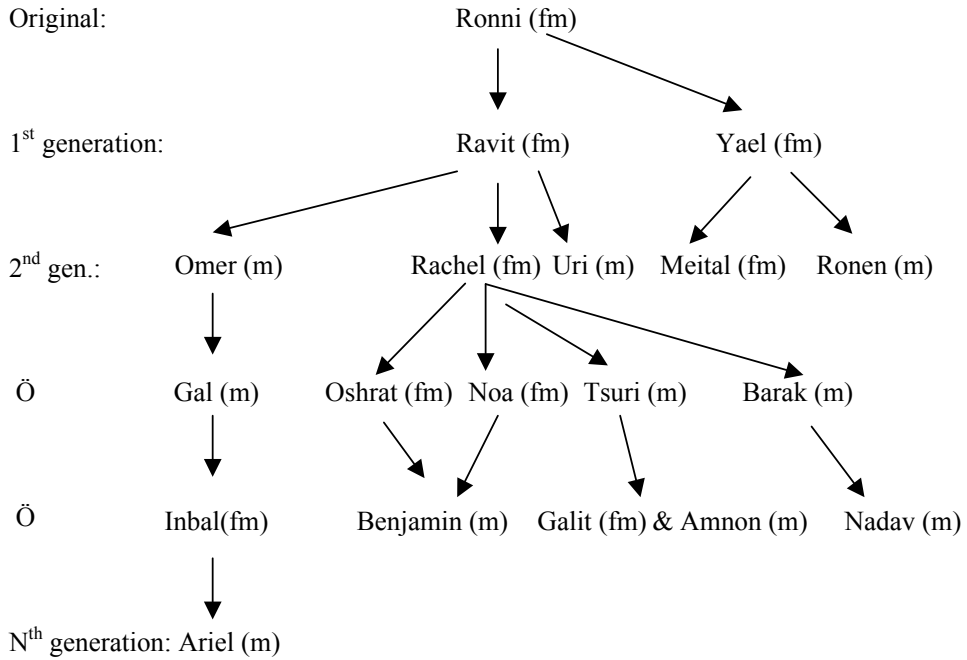 Original: Ronni (fm)
1st generation: Ravit (fm) Yael (fm)
2nd gen.: Omer (m) Rachel (fm) Uri (m) Meital (fm) Ronen (m)
Ö Gal (m) Oshrat (fm) Noa (fm) Tsuri (m) Barak (m)
Ö Inbal(fm) Benjamin (m) Galit (fm) & Amnon (m) Nadav (m)
Nth generation: Ariel (m)